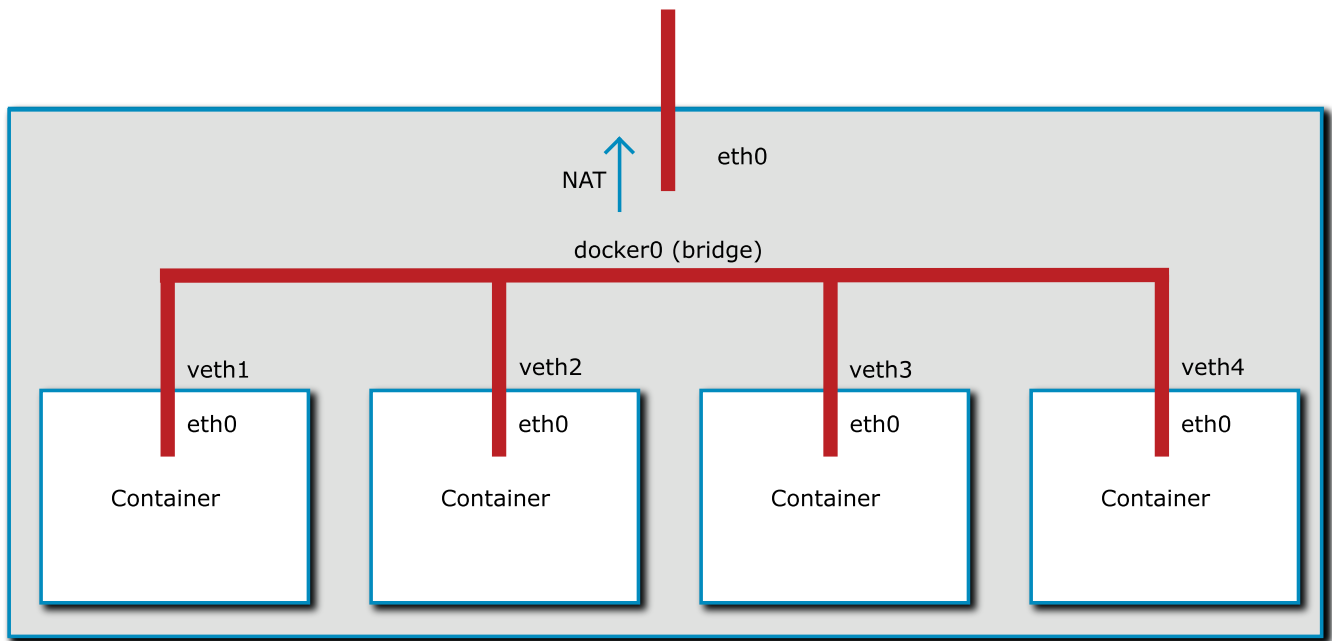 eth0
NAT
docker0 (bridge)
veth1
veth2
veth3
veth4
eth0
eth0
eth0
eth0
Container
Container
Container
Container